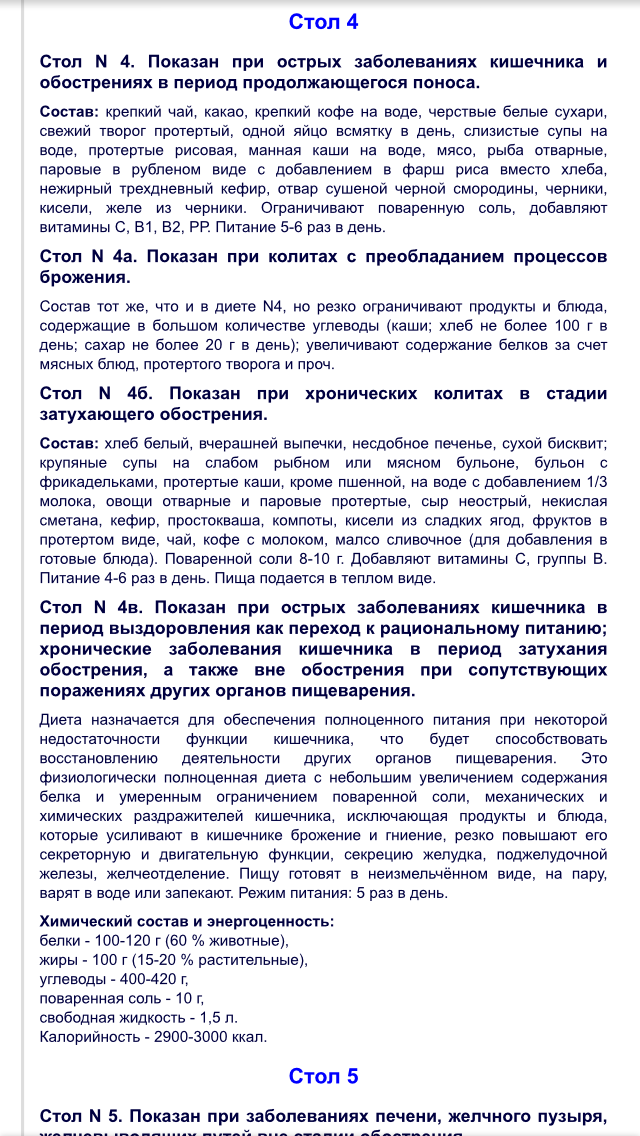 Стол 4
Стол N 4. Показан при острых заболеваниях кишечника и
обострениях в период продолжающегося поноса.
Состав: крепкий чай, какао, крепкий кофе на воде, черствые белые сухари,
свежий творог протертый, одной яйцо всмятку в день, слизистые супы на
воде, протертые рисовая, манная каши на воде, мясо, рыба отварные,
паровые в рубленом виде с добавлением в фарш риса вместо хлеба,
нежирный трехдневный кефир, отвар сушеной черной смородины, черники,
кисели, желе из черники. Ограничивают поваренную соль, добавляют
витамины С, В1, В2, РР. Питание 5-6 раз в день.
Стол N 4а. Показан при колитах с преобладанием процессов
брожения.
Состав тот же, что и в диете N4, но резко ограничивают продукты и блюда,
содержащие в большом количестве углеводы (каши; хлеб не более 100 г в
день; сахар не более 20 г в день); увеличивают содержание белков за счет
мясных блюд, протертого творога и проч.
Стол N 4б. Показан при хронических колитах в стадии
затухающего обострения.
Состав: хлеб белый, вчерашней выпечки, несдобное печенье, сухой бисквит;
крупяные супы на слабом рыбном или мясном бульоне, бульон с
фрикадельками, протертые каши, кроме пшенной, на воде с добавлением 1/3
молока, овощи отварные и паровые протертые, сыр неострый, некислая
сметана, кефир, простокваша, компоты, кисели из сладких ягод, фруктов в
протертом виде, чай, кофе с молоком, малсо сливочное (для добавления в
готовые блюда). Поваренной соли 8-10 г. Добавляют витамины С, группы В.
Питание 4-6 раз в день. Пища подается в теплом виде.
Стол N 4в. Показан при острых заболеваниях кишечника в
период выздоровления как переход к рациональному питанию;
хронические заболевания кишечника в период затухания
обострения, а также вне обострения при сопутствующих
поражениях других органов пищеварения.
Диета назначается для обеспечения полноценного питания при некоторой
недостаточности функции кишечника, что будет способствовать
восстановлению деятельности других органов пищеварения. Это
физиологически полноценная диета с небольшим увеличением содержания
белка и умеренным ограничением поваренной соли, механических и
химических раздражителей кишечника, исключающая продукты и блюда,
которые усиливают в кишечнике брожение и гниение, резко повышают его
секреторную и двигательную функции, секрецию желудка, поджелудочной
железы, желчеотделение. Пищу готовят в неизмельчённом виде, на пару,
варят в воде или запекают. Режим питания: 5 раз в день.
Химический состав и энергоценность:
белки - 100-120 г (60 % животные),
жиры - 100 г (15-20 % растительные),
углеводы - 400-420 г,
поваренная соль - 10 г,
свободная жидкость - 1,5 л.
Калорийность - 2900-3000 ккал.
Стол 5
Стол N 5. Показан при заболеваниях печени, желчного пузыря,
желчевыводящих путей вне стадии обострения.